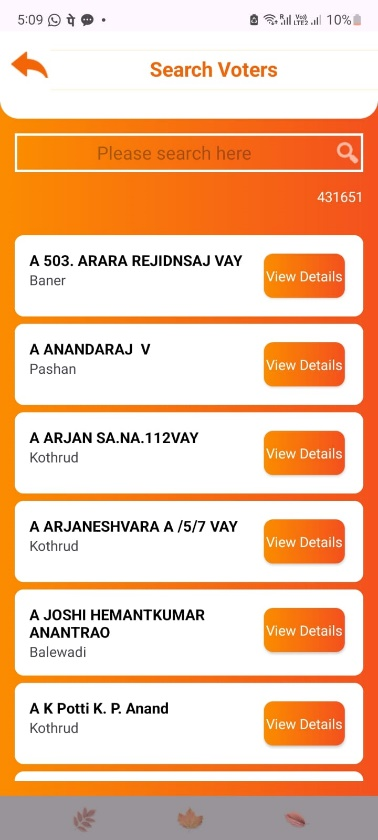 5:09
10%
Search Voters
Please search here
431651
A 503. ARARA REJIDNSAJ VAY
Baner
View Details
A ANANDARAJ  V
Pashan
View Details
A ARJAN SA.NA.112VAY
Kothrud
View Details
A ARJANESHVARA A /5/7 VAY
Kothrud
View Details
A JOSHI HEMANTKUMAR
ANANTRAO
Balewadi
View Details
A K Potti K. P. Anand
Kothrud
View Details